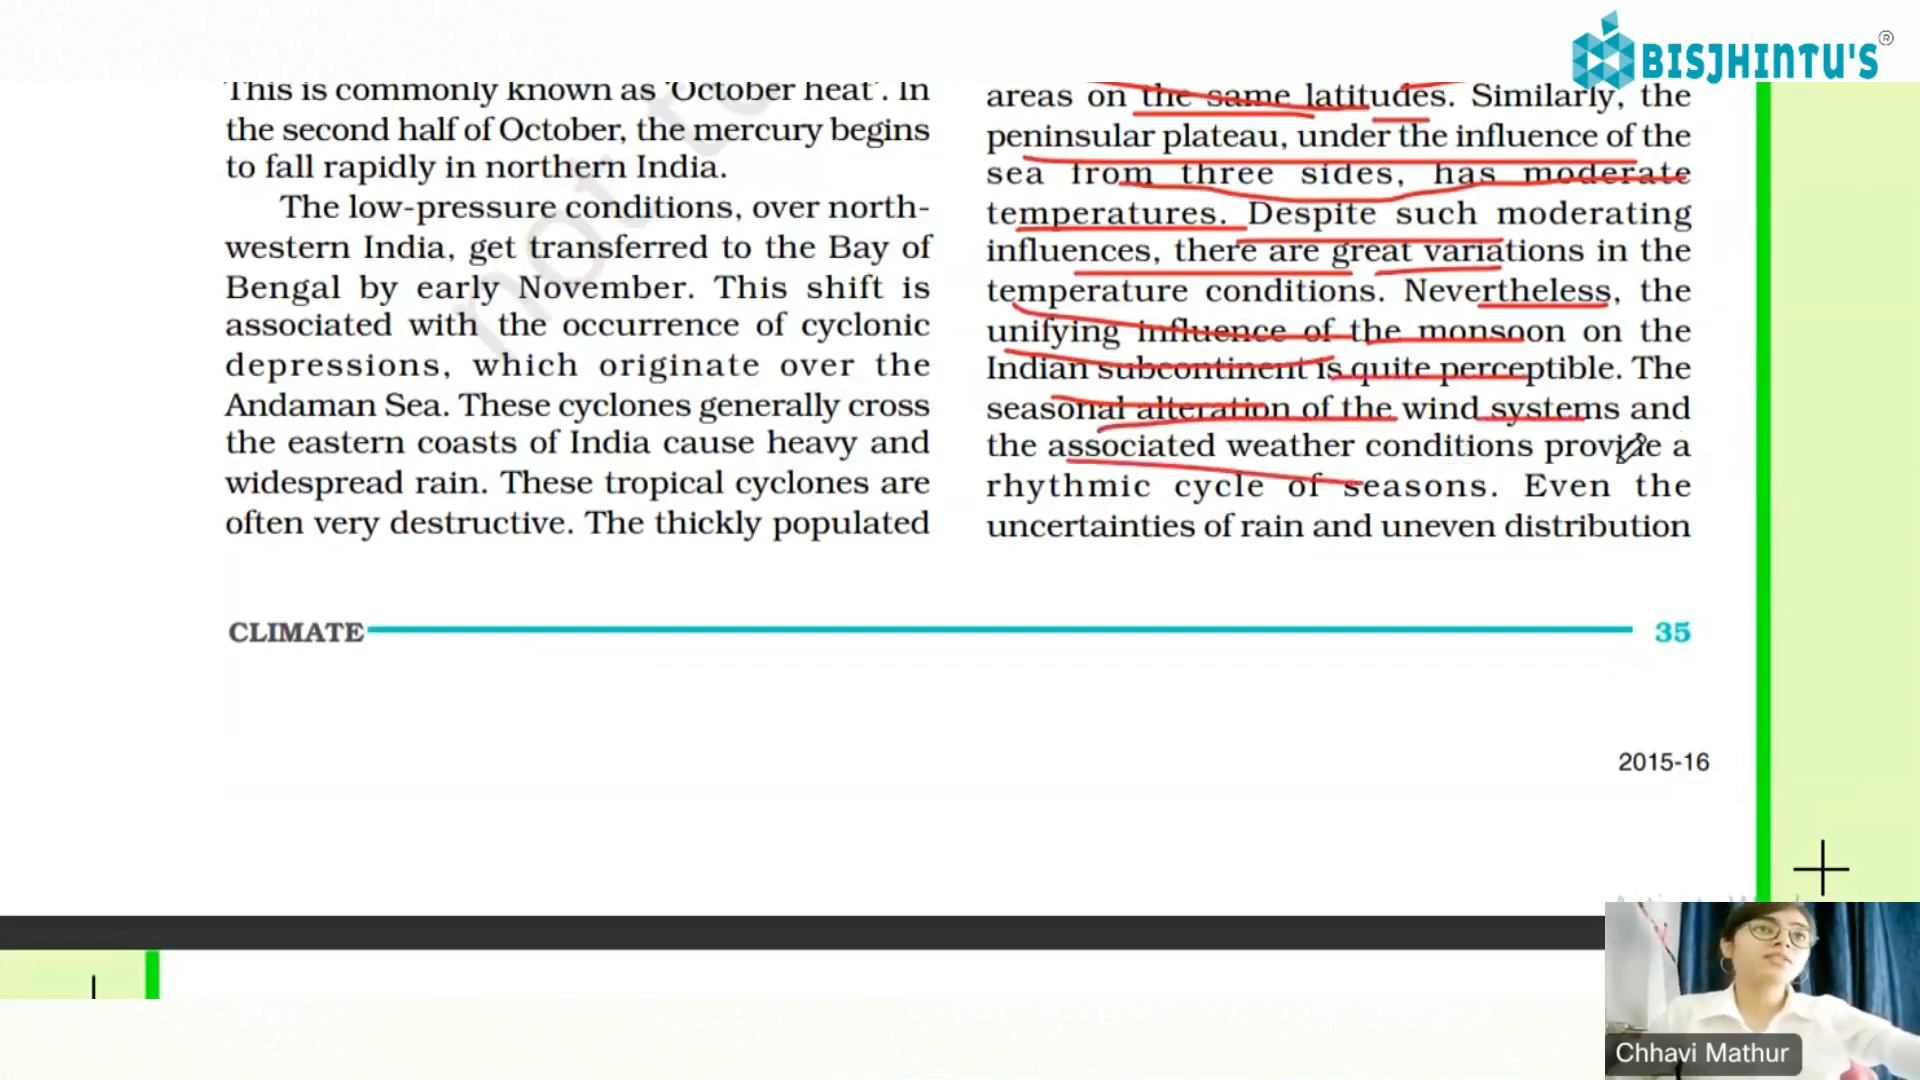 BISJHINTU'S®
This is commonly known as 'October heat'. In
the second half of October, the mercury begins
to fall rapidly in northern India.
The low-pressure conditions, over north-
western India, get transferred to the Bay of
Bengal by early November. This shift is
associated with the occurrence of cyclonic
depressions, which originate over the
Andaman Sea. These cyclones generally cross
the eastern coasts of India cause heavy and
widespread rain. These tropical cyclones are
often very destructive. The thickly populated
areas on the same latitudes. Similarly, the
peninsular plateau, under the influence of the
sea from three sides, has moderate
temperatures. Despite such moderating
influences, there are great variations in the
temperature conditions. Nevertheless, the
unifying influence of the monsoon on the
Indian subcontinent is quite perceptible. The
seasonal alteration of the wind systems and
the associated weather conditions provide a
rhythmic cycle of seasons. Even the
uncertainties of rain and uneven distribution
not to
CLIMATE 35
2015-16
Chhavi Mathur